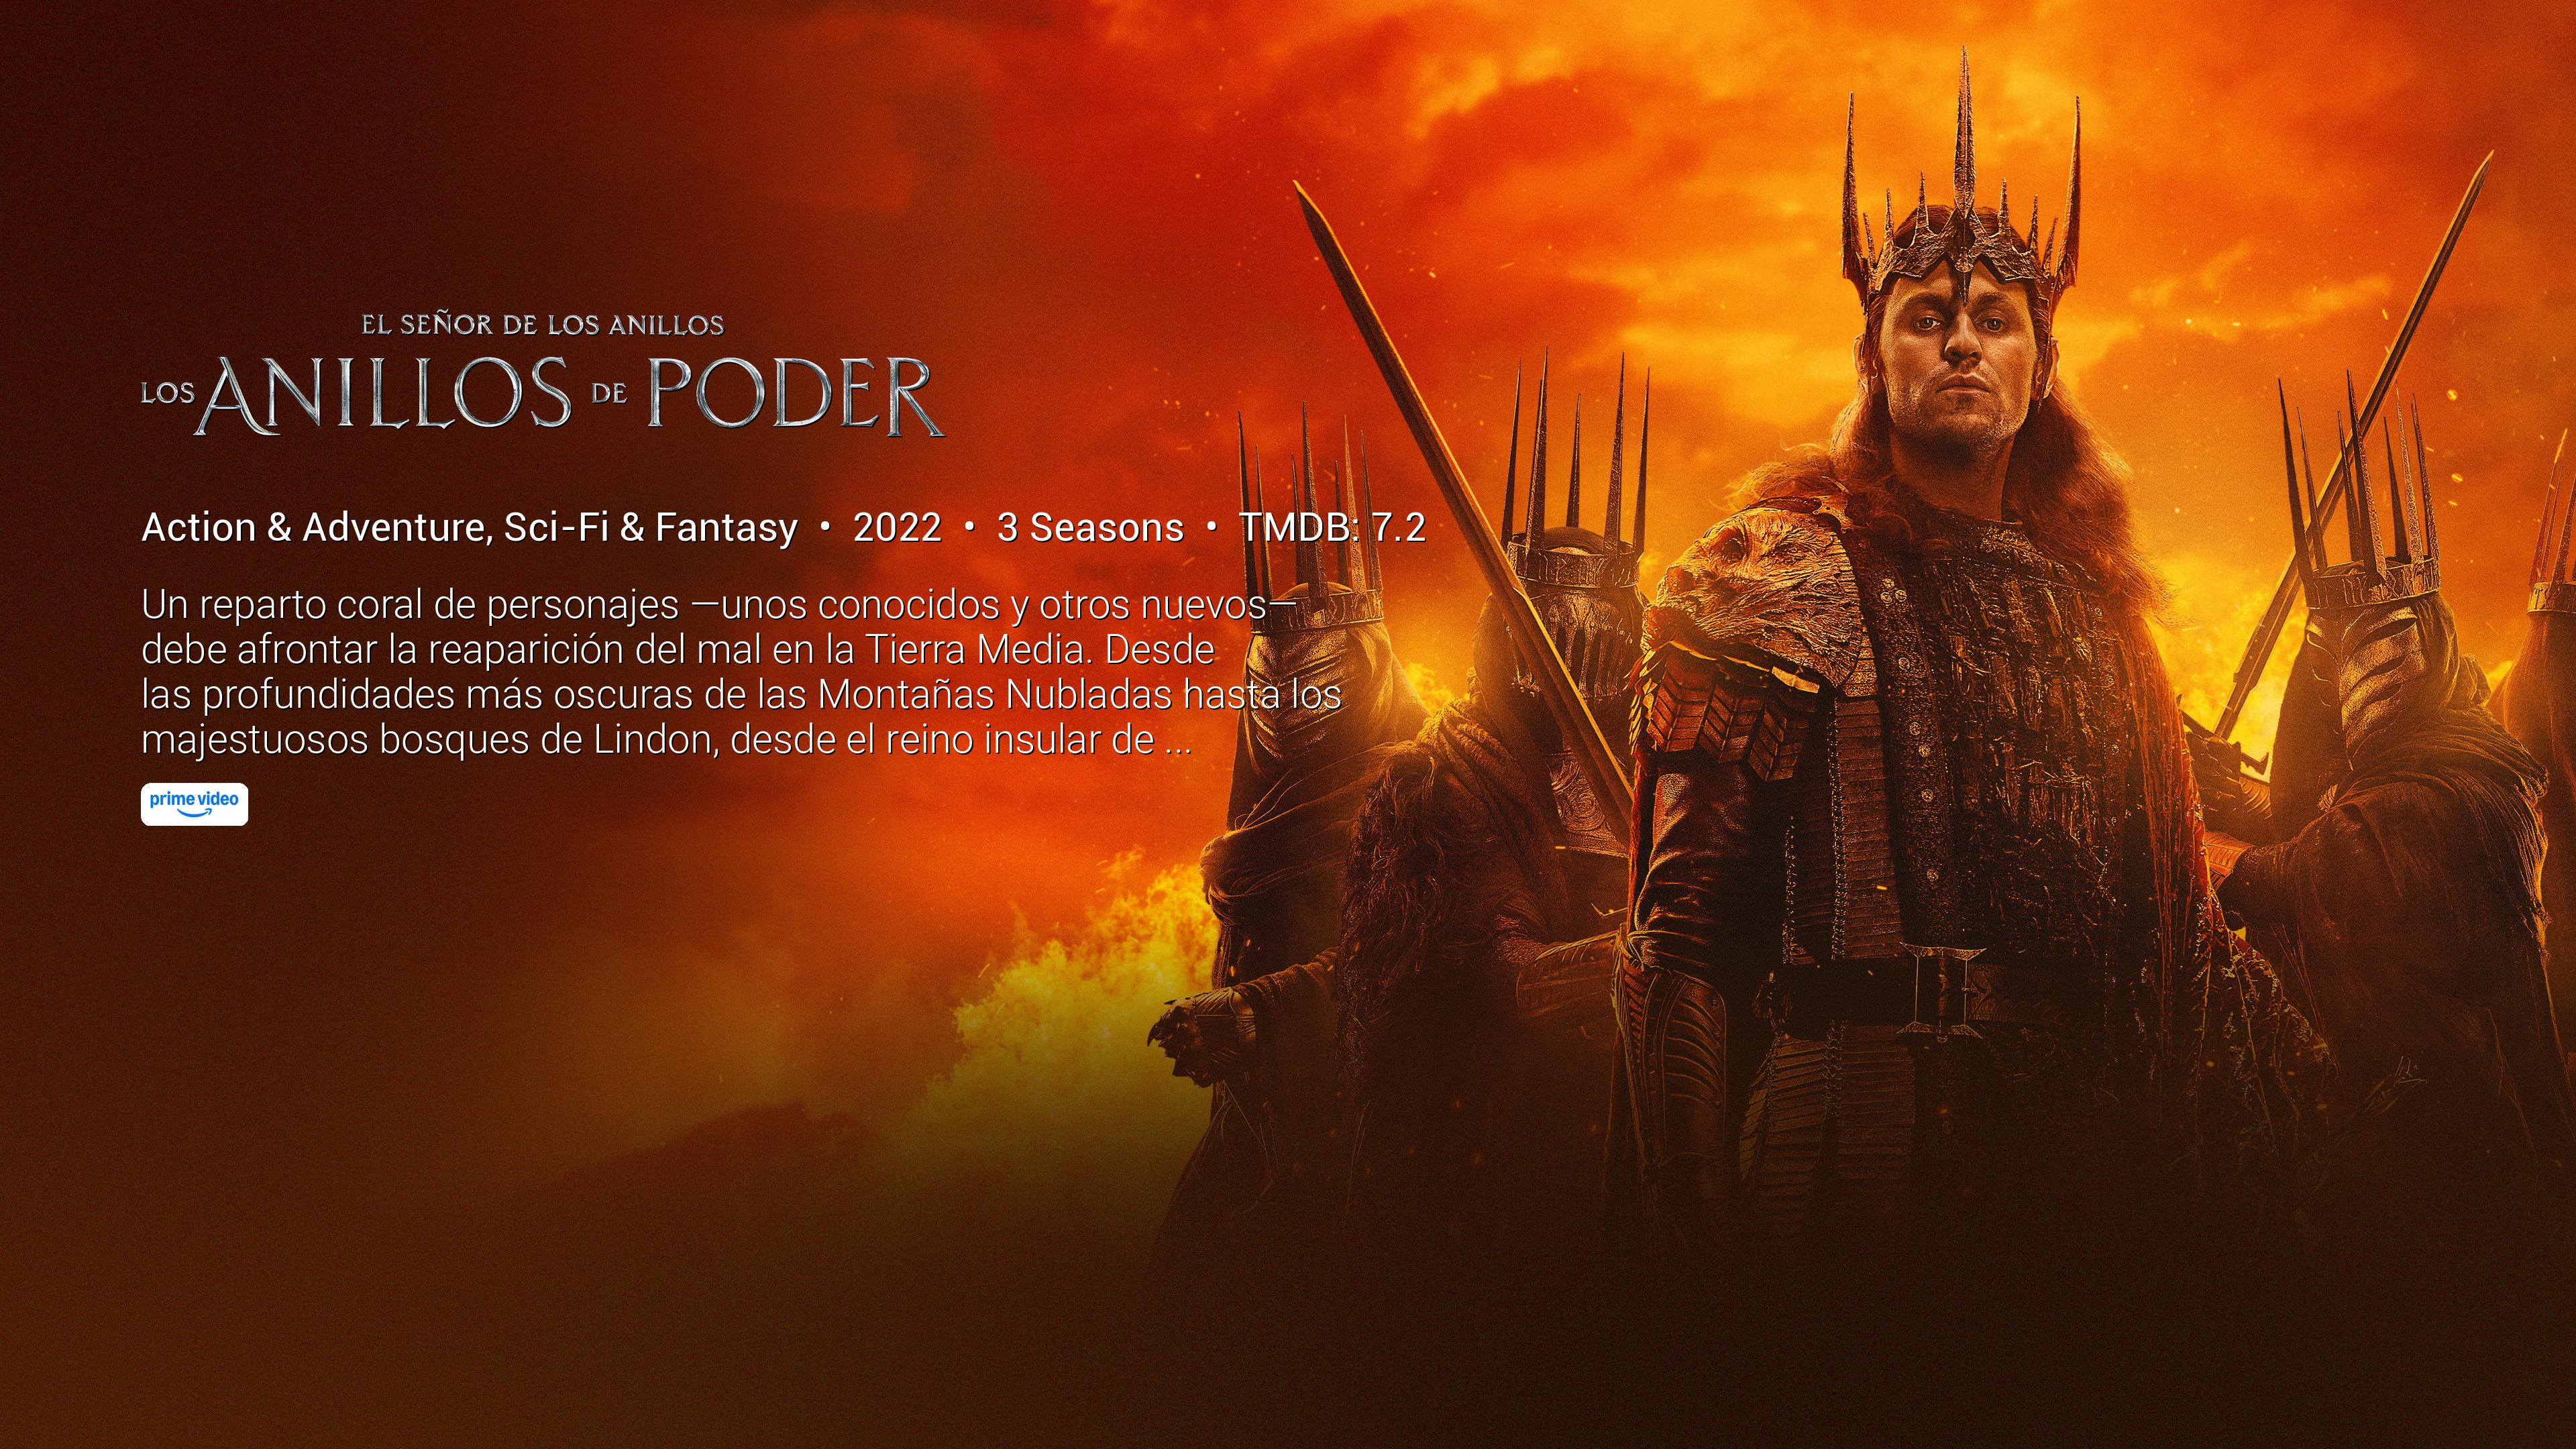 EL SEÑOR DE LOS ANILLOS
LOS ANILLOS DE PODER
Action & Adventure, Sci-Fi & Fantasy • 2022 • 3 Seasons • TMDB: 7.2
Un reparto coral de personajes —unos conocidos y otros nuevos—
debe afrontar la reaparición del mal en la Tierra Media. Desde
las profundidades más oscuras de las Montañas Nubladas hasta los
majestuosos bosques de Lindon, desde el reino insular de ...
prime video